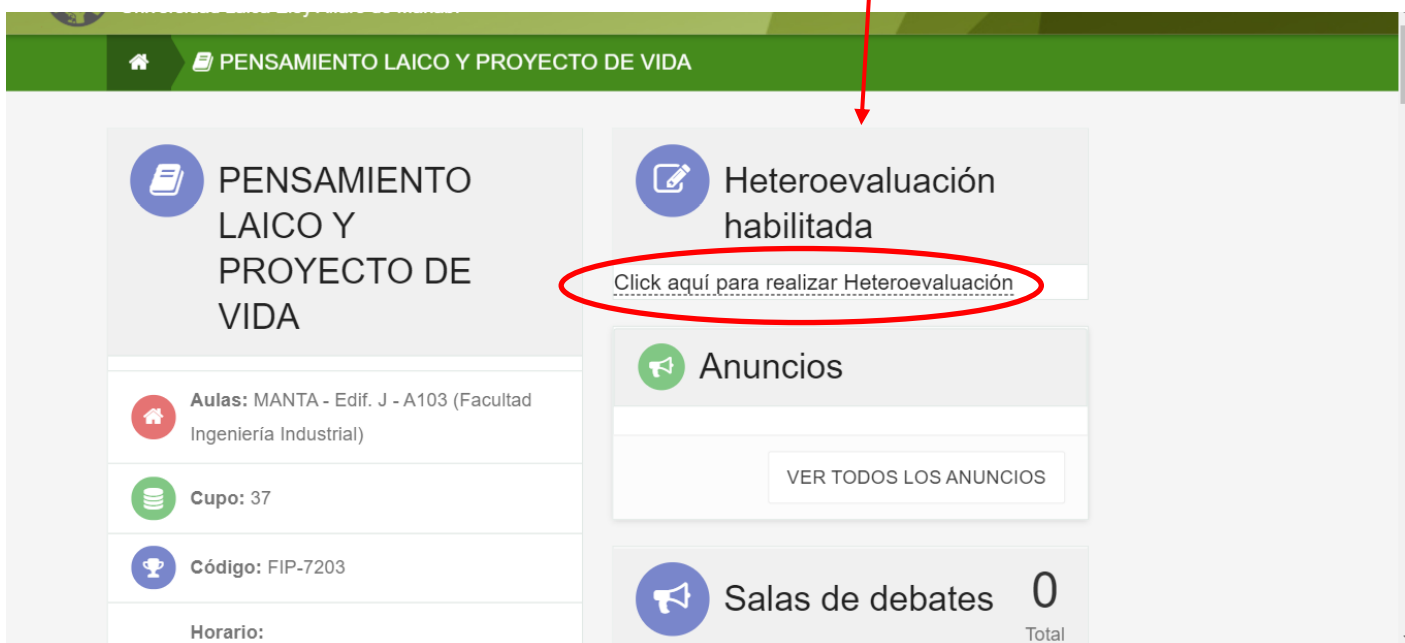 PENSAMIENTO LAICO Y PROYECTO DE VIDA
PENSAMIENTO
LAICO Y
PROYECTO DE
VIDA
Aulas: MANTA - Edif. J - A103 (Facultad
Ingeniería Industrial)
Cupo: 37
Código: FIP-7203
Horario:
Heteroevaluación
habilitada
Click aquí para realizar Heteroevaluación
Anuncios
VER TODOS LOS ANUNCIOS
Salas de debates
0
Total